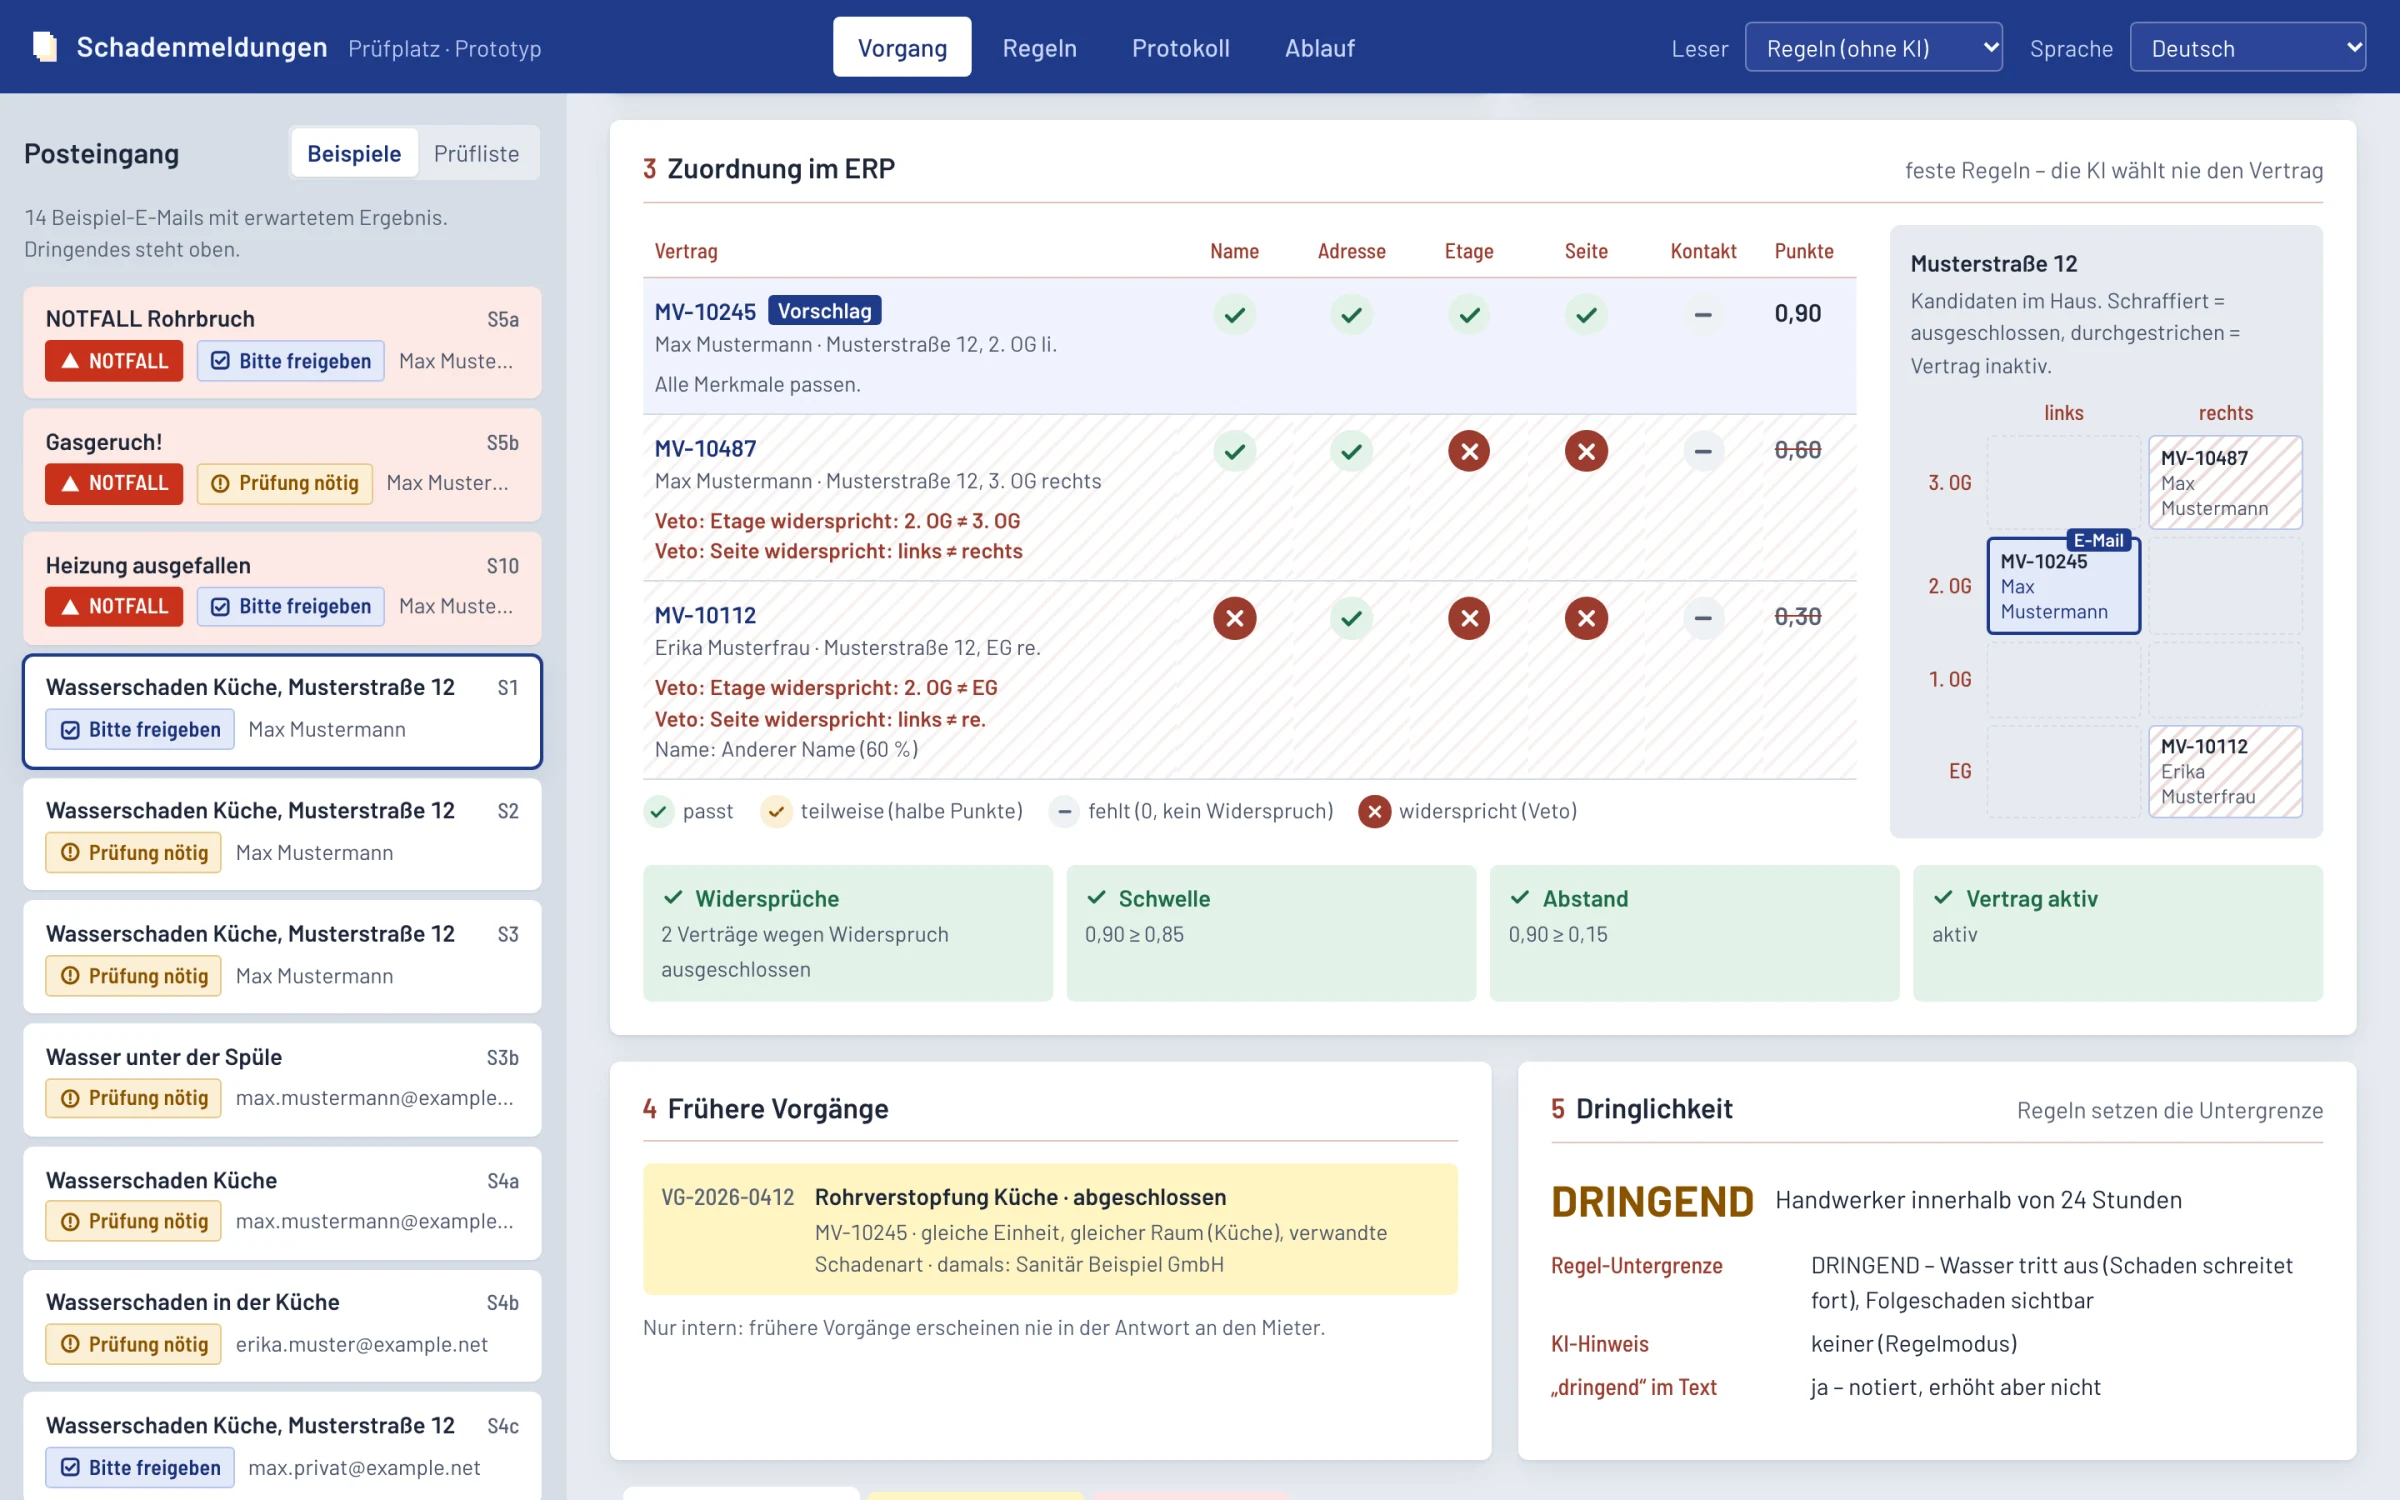 Schadenmeldungen Prüfplatz · Prototyp
Vorgang Regeln Protokoll Ablauf
Leser Regeln (ohne KI) Sprache Deutsch
Posteingang Beispiele Prüfliste
14 Beispiel-E-Mails mit erwartetem Ergebnis.
Dringendes steht oben.
NOTFALL Rohrbruch S5a
NOTFALL Bitte freigeben Max Muste...
Gasgeruch! S5b
NOTFALL Prüfung nötig Max Muster...
Heizung ausgefallen S10
NOTFALL Bitte freigeben Max Muste...
Wasserschaden Küche, Musterstraße 12 S1
Bitte freigeben Max Mustermann
Wasserschaden Küche, Musterstraße 12 S2
Prüfung nötig Max Mustermann
Wasserschaden Küche, Musterstraße 12 S3
Prüfung nötig Max Mustermann
Wasser unter der Spüle S3b
Prüfung nötig max.mustermann@example...
Wasserschaden Küche S4a
Prüfung nötig max.mustermann@example...
Wasserschaden in der Küche S4b
Prüfung nötig erika.muster@example.net
Wasserschaden Küche, Musterstraße 12 S4c
Bitte freigeben max.privat@example.net
3 Zuordnung im ERP
feste Regeln – die KI wählt nie den Vertrag
Vertrag Name Adresse Etage Seite Kontakt Punkte
MV-10245 Vorschlag 0,90
Max Mustermann · Musterstraße 12, 2. OG li.
Alle Merkmale passen.
MV-10487 0,60
Max Mustermann · Musterstraße 12, 3. OG rechts
Veto: Etage widerspricht: 2. OG ≠ 3. OG
Veto: Seite widerspricht: links ≠ rechts
MV-10112 0,30
Erika Musterfrau · Musterstraße 12, EG re.
Veto: Etage widerspricht: 2. OG ≠ EG
Veto: Seite widerspricht: links ≠ re.
Name: Anderer Name (60 %)
passt teilweise (halbe Punkte) fehlt (0, kein Widerspruch) widerspricht (Veto)
Musterstraße 12
Kandidaten im Haus. Schraffiert =
ausgeschlossen, durchgestrichen =
Vertrag inaktiv.
links rechts
3. OG
MV-10487
Max
Mustermann
E-Mail
2. OG
MV-10245
Max
Mustermann
1. OG
EG
MV-10112
Erika
Musterfrau
Widersprüche
2 Verträge wegen Widerspruch
ausgeschlossen
Schwelle
0,90 ≥ 0,85
Abstand
0,90 ≥ 0,15
Vertrag aktiv
aktiv
4 Frühere Vorgänge
VG-2026-0412 Rohrverstopfung Küche · abgeschlossen
MV-10245 · gleiche Einheit, gleicher Raum (Küche), verwandte
Schadenart · damals: Sanitär Beispiel GmbH
Nur intern: frühere Vorgänge erscheinen nie in der Antwort an den Mieter.
5 Dringlichkeit
Regeln setzen die Untergrenze
DRINGEND Handwerker innerhalb von 24 Stunden
Regel-Untergrenze DRINGEND – Wasser tritt aus (Schaden schreitet
fort), Folgeschaden sichtbar
KI-Hinweis keiner (Regelmodus)
„dringend“ im Text ja – notiert, erhöht aber nicht